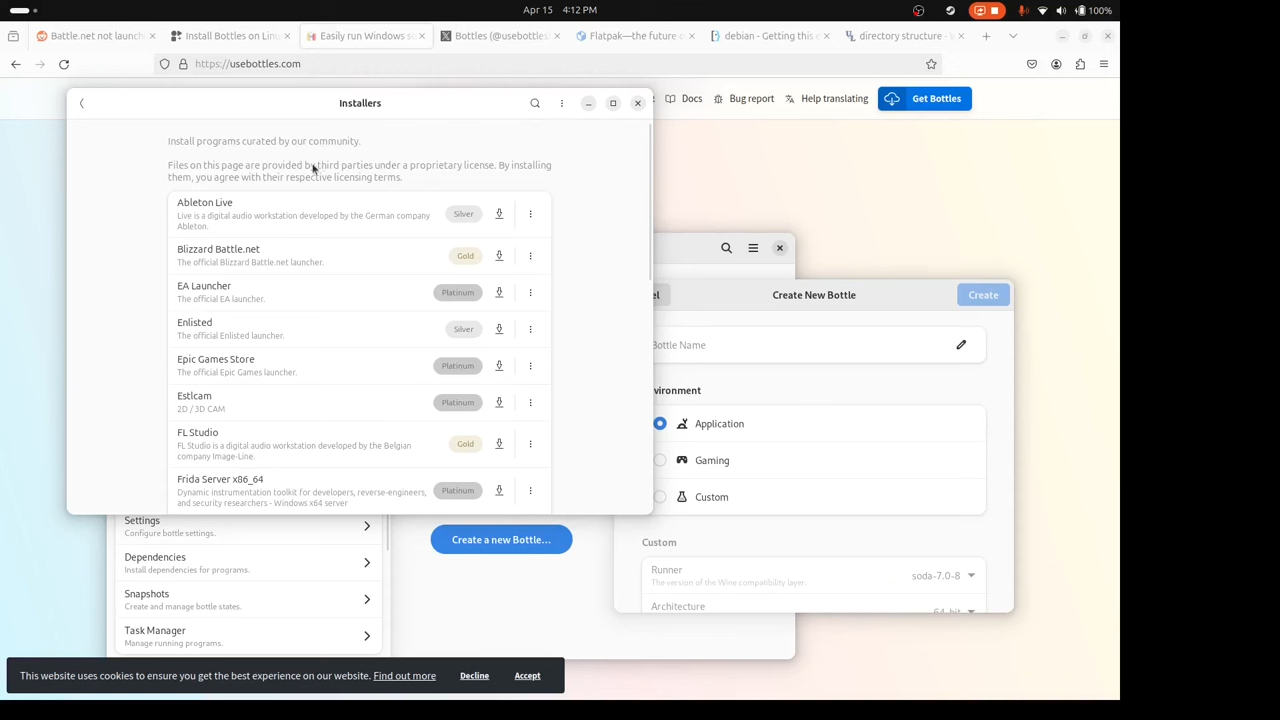 Apr 15 4:12 PM
100%
Battle.net not launch
Install Bottles on Linu
Easily run Windows so
Bottles (@usebottles
Flatpak—the future o
debian - Getting this e
directory structure - W
https://usebottles.com
Docs
Bug report
Help translating
Get Bottles
Installers
Install programs curated by our community.
Files on this page are provided by third parties under a proprietary license. By installing
them, you agree with their respective licensing terms.
Ableton Live
Live is a digital audio workstation developed by the German company
Ableton.
Silver
Blizzard Battle.net
The official Blizzard Battle.net launcher.
Gold
EA Launcher
The official EA launcher.
Platinum
Enlisted
The official Enlisted launcher.
Silver
Epic Games Store
The official Epic Games launcher.
Platinum
Estlcam
2D / 3D CAM
Platinum
FL Studio
FL Studio is a digital audio workstation developed by the Belgian
company Image-Line.
Gold
Frida Server x86_64
Dynamic instrumentation toolkit for developers, reverse-engineers,
and security researchers - Windows x64 server
Platinum
el
Create New Bottle
Create
Bottle Name
vironment
Application
Gaming
Custom
Custom
Runner
The version of the Wine compatibility layer.
soda-7.0-8
Architecture
64-bit
Settings
Configure bottle settings.
Dependencies
Install dependencies for programs.
Snapshots
Create and manage bottle states.
Task Manager
Manage running programs.
Create a new Bottle…
This website uses cookies to ensure you get the best experience on our website. Find out more
Decline
Accept